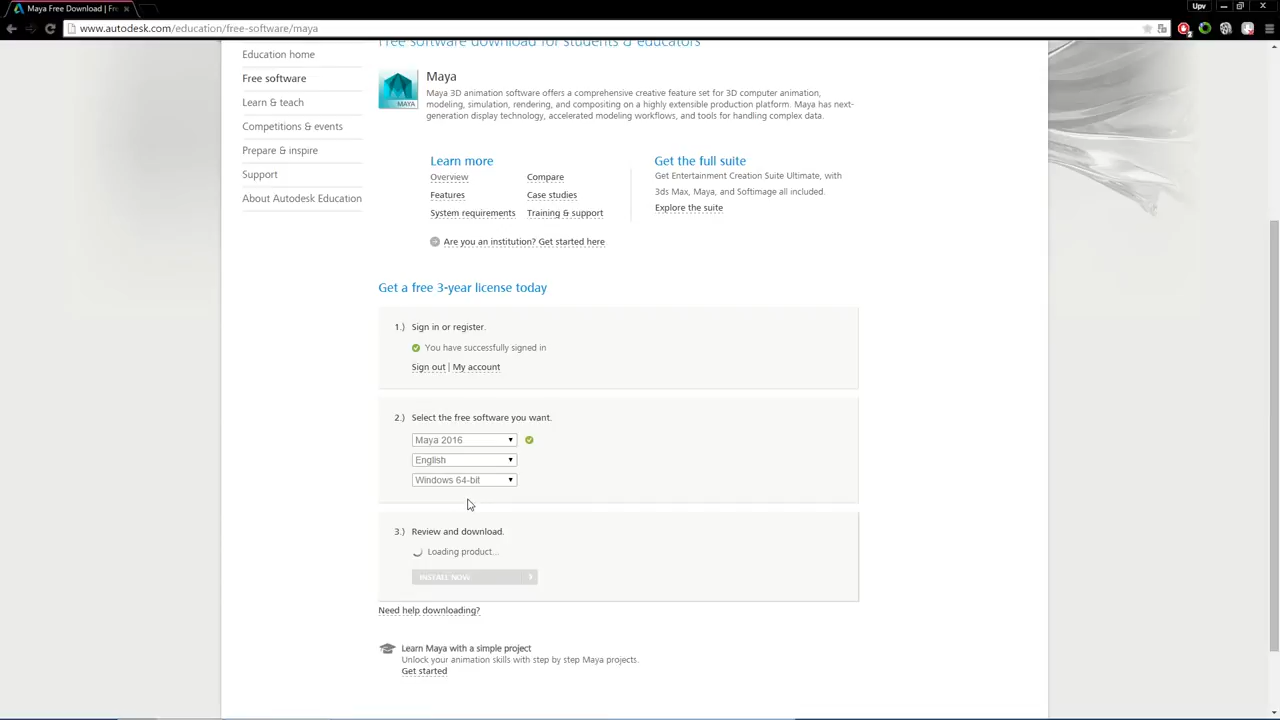 Maya Free Download | Fr
Upv
www.autodesk.com/education/free-software/maya
Education home
Free software
Learn & teach
Competitions & events
Prepare & inspire
Support
About Autodesk Education
Free software download for students & educators
MAYA
Maya
Maya 3D animation software offers a comprehensive creative feature set for 3D computer animation,
modeling, simulation, rendering, and compositing on a highly extensible production platform. Maya has next-
generation display technology, accelerated modeling workflows, and tools for handling complex data.
Learn more
Overview
Compare
Features
Case studies
System requirements
Training & support
Get the full suite
Get Entertainment Creation Suite Ultimate, with
3ds Max, Maya, and Softimage all included.
Explore the suite
Are you an institution? Get started here
Get a free 3-year license today
1.) Sign in or register.
You have successfully signed in
Sign out | My account
2.) Select the free software you want.
Maya 2016
English
Windows 64-bit
3.) Review and download.
Loading product...
INSTALL NOW
Need help downloading?
Learn Maya with a simple project
Unlock your animation skills with step by step Maya projects.
Get started